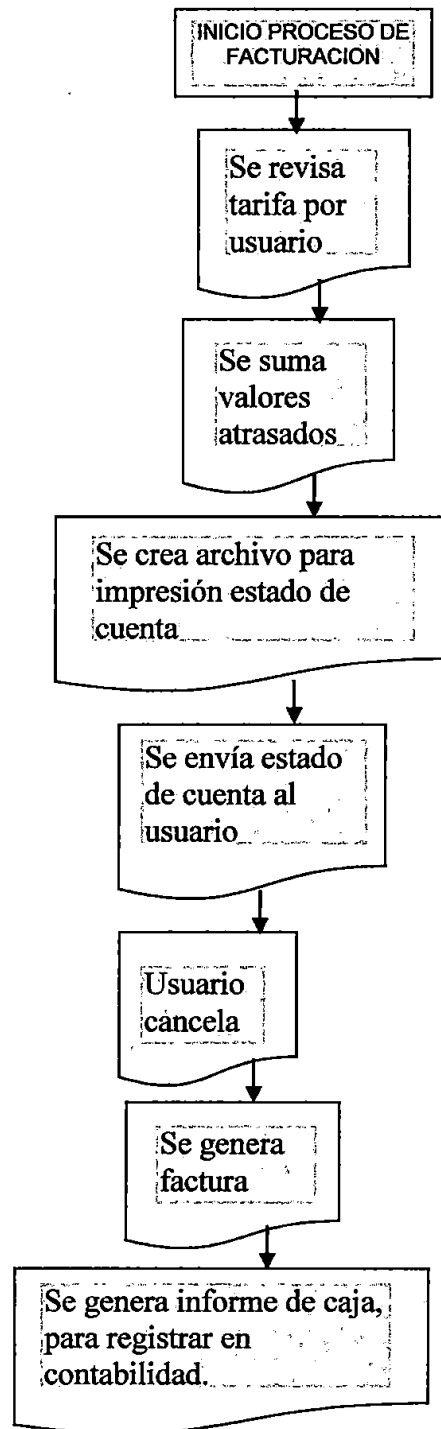 INICIO PROCESO DE
FACTURACION
Se revisa
tarifa por
usuario
Se suma
valores
atrasados
Se crea archivo para
impresión estado de
cuenta
Se envía estado
de cuenta al
usuario
Usuario
cancela
Se genera
factura
Se genera informe de caja,
para registrar en
contabilidad.